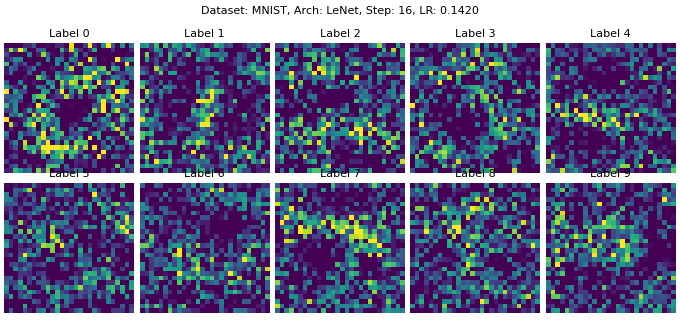 Dataset: MNIST, Arch: LeNet, Step: 16, LR: 0.1420
Label 0 Label 1 Label 2 Label 3 Label 4
Label 5 Label 6 Label 7 Label 8 Label 9